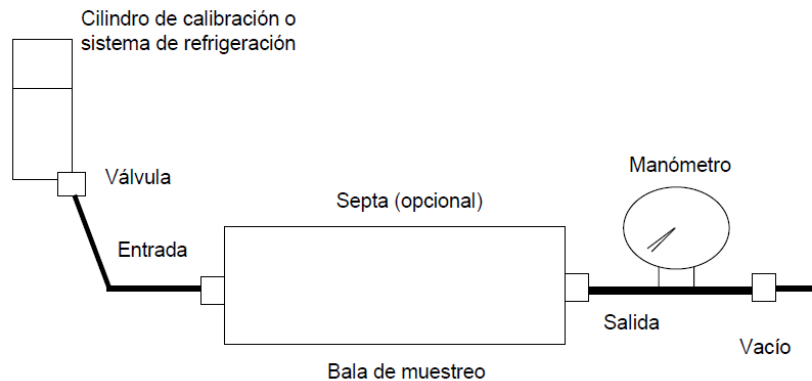 Cilindro de calibración o
sistema de refrigeración
Válvula
Manómetro
Septa (opcional)
Entrada
Salida
Vacío
Bala de muestreo